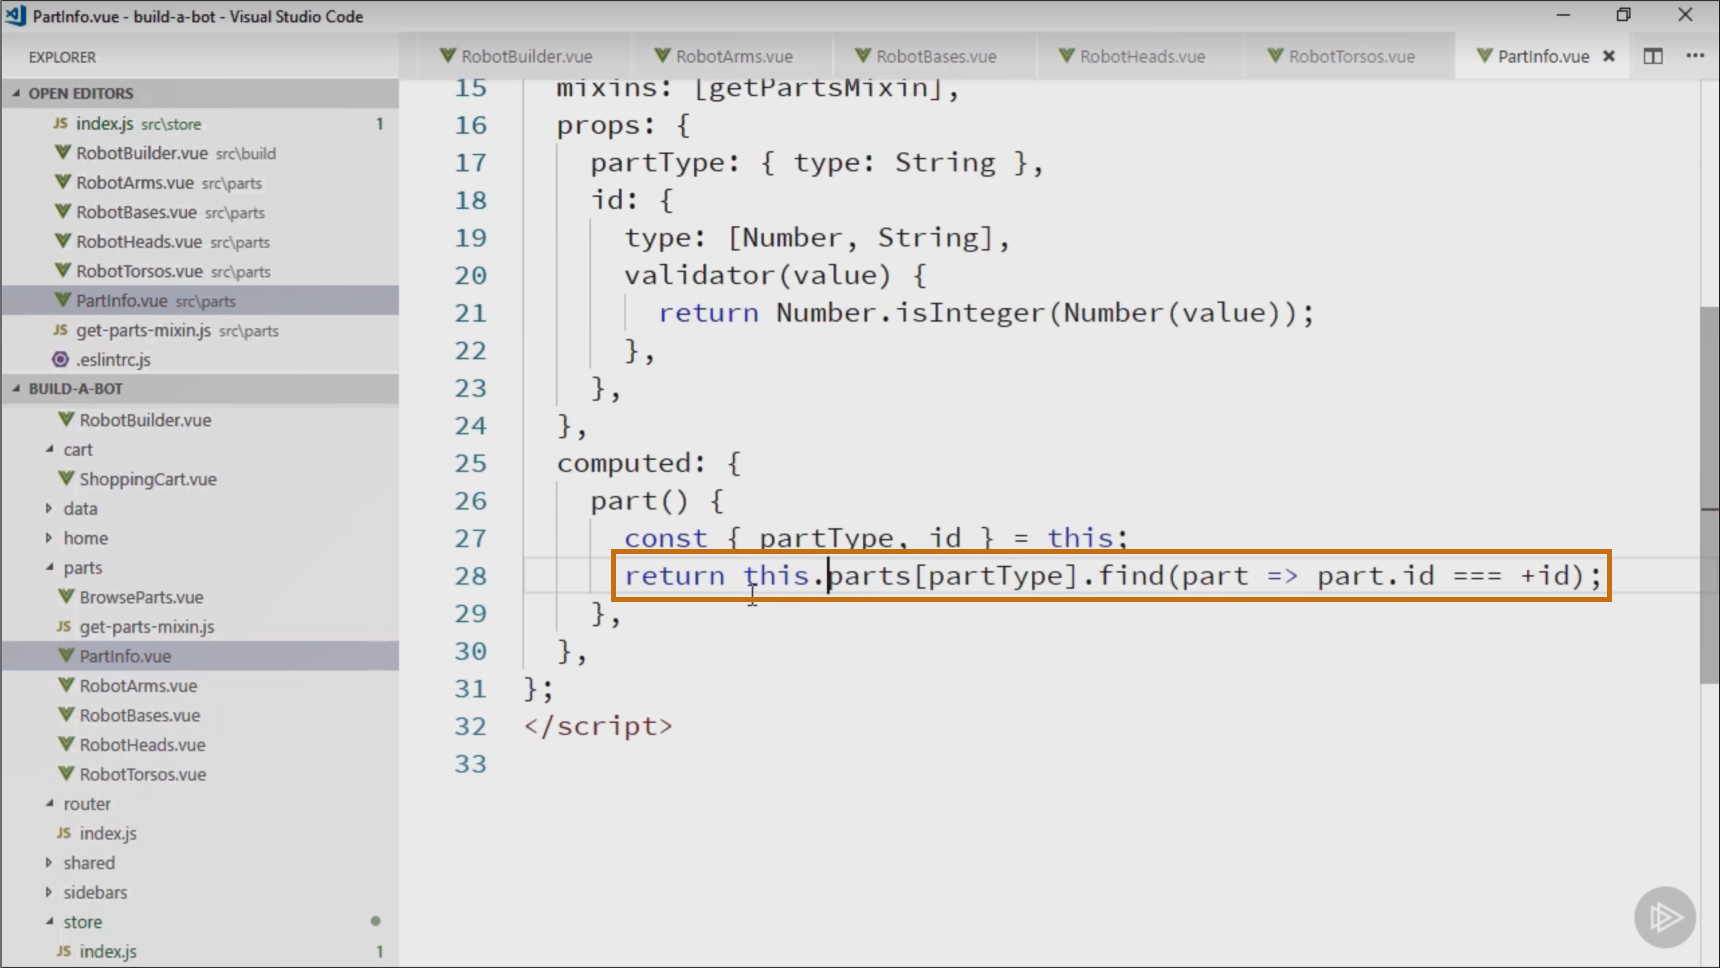 PartInfo.vue - build-a-bot - Visual Studio Code
EXPLORER
OPEN EDITORS
JS index.js src\store 1
RobotBuilder.vue src\build
RobotArms.vue src\parts
RobotBases.vue src\parts
RobotHeads.vue src\parts
RobotTorsos.vue src\parts
PartInfo.vue src\parts
JS get-parts-mixin.js src\parts
.eslintrc.js
BUILD-A-BOT
RobotBuilder.vue
cart
ShoppingCart.vue
data
home
parts
BrowseParts.vue
JS get-parts-mixin.js
PartInfo.vue
RobotArms.vue
RobotBases.vue
RobotHeads.vue
RobotTorsos.vue
router
JS index.js
shared
sidebars
store
JS index.js 1
RobotBuilder.vue RobotArms.vue RobotBases.vue RobotHeads.vue RobotTorsos.vue PartInfo.vue
15 mixins: [getPartsMixin],
16 props: {
17 partType: { type: String },
18 id: {
19 type: [Number, String],
20 validator(value) {
21 return Number.isInteger(Number(value));
22 },
23 },
24 },
25 computed: {
26 part() {
27 const { partType, id } = this;
28 return this.parts[partType].find(part => part.id === +id);
29 },
30 },
31 };
32 </script>
33